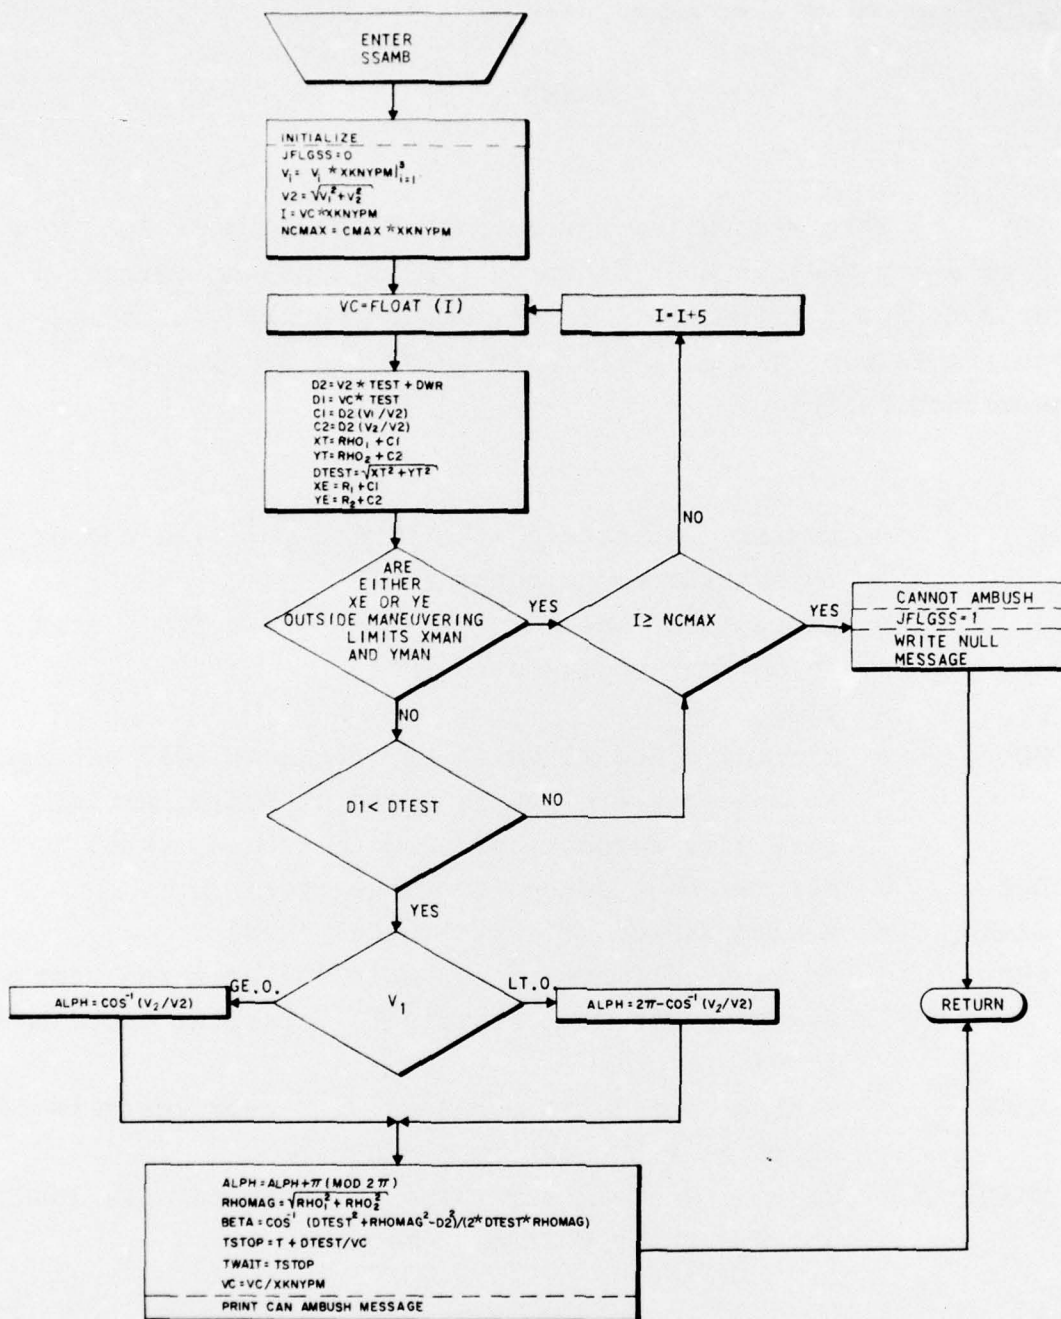 ENTER
SSAMB
INITIALIZE
JFLGSS=0
V₁= V₁ * XKNYPM|³ᵢ₌₁
V2=√V₁²+V₂²
I=VC*XKNYPM
NCMAX = CMAX *XKNYPM
VC=FLOAT (I)
I=I+5
D2=V2* TEST + DWR
D1= VC* TEST
C1= D2 (V₁/V2)
C2=D2 (V₂/V2)
XT=RHO₁ + C1
YT=RHO₂ + C2
DTEST=√XT²+YT²
XE=R₁+C1
YE=R₂+C2
NO
ARE
EITHER
XE OR YE
OUTSIDE MANEUVERING
LIMITS XMAN
AND YMAN
YES
I≥ NCMAX
YES
CANNOT AMBUSH
JFLGSS=1
WRITE NULL
MESSAGE
NO
D1< DTEST
NO
YES
GE.0.
V₁
LT.0.
ALPH=COS⁻¹ (V₂/V2)
ALPH=2π-COS⁻¹ (V₂/V2)
RETURN
ALPH=ALPH+π (MOD 2π)
RHOMAG=√RHO₁²+RHO₂²
BETA=COS⁻¹ (DTEST²+RHOMAG²-D2²)/(2*DTEST*RHOMAG)
TSTOP=T + DTEST/VC
TWAIT=TSTOP
VC=VC/XKNYPM
PRINT CAN AMBUSH MESSAGE